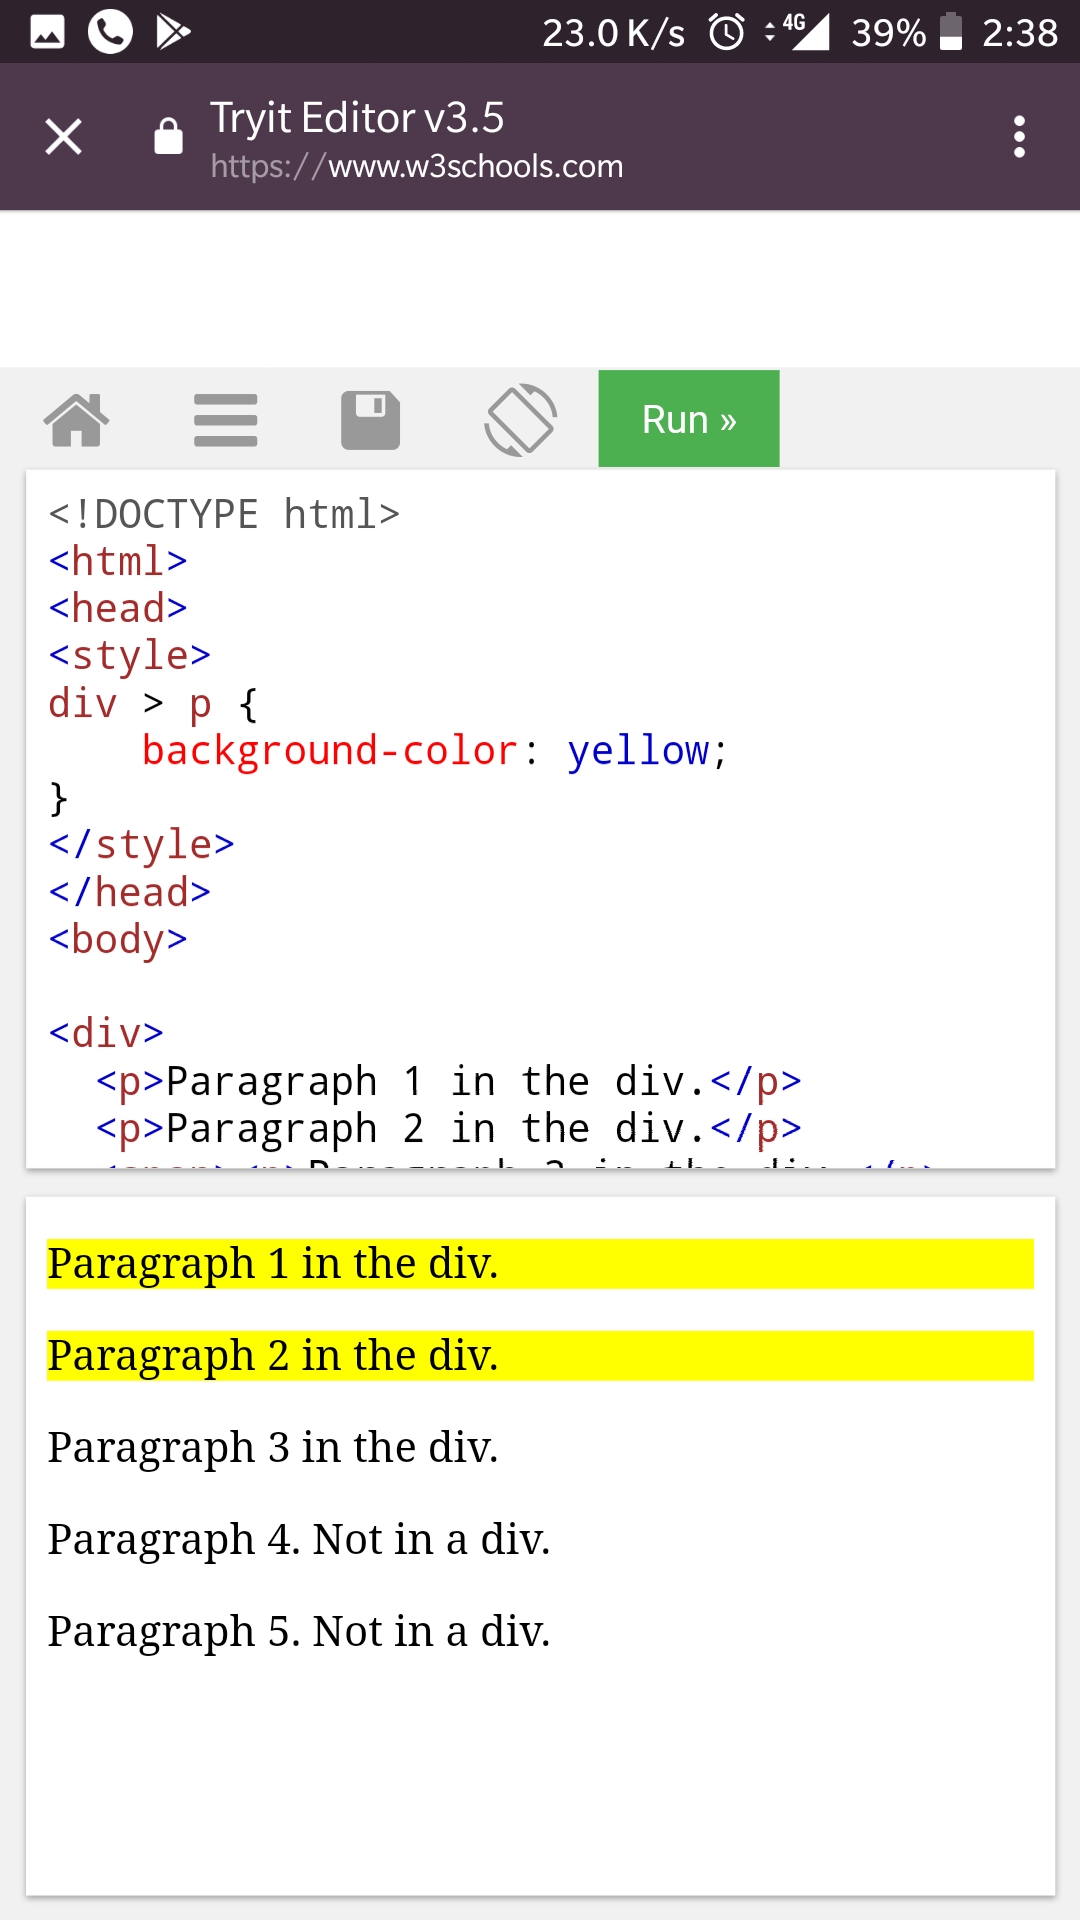 23.0 K/s 4G 39% 2:38
Tryit Editor v3.5
https://www.w3schools.com
Run »
<!DOCTYPE html>
<html>
<head>
<style>
div > p {
    background-color: yellow;
}
</style>
</head>
<body>
<div>
  <p>Paragraph 1 in the div.</p>
  <p>Paragraph 2 in the div.</p>
Paragraph 1 in the div.
Paragraph 2 in the div.
Paragraph 3 in the div.
Paragraph 4. Not in a div.
Paragraph 5. Not in a div.